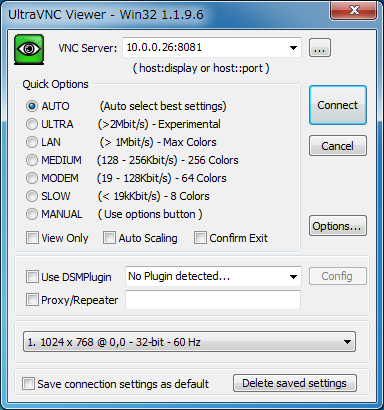 UltraVNC Viewer - Win32 1.1.9.6
VNC Server: 10.0.0.26:8081 ...
( host:display or host::port )
Quick Options
AUTO (Auto select best settings)
Connect
ULTRA (>2Mbit/s) - Experimental
LAN (> 1Mbit/s) - Max Colors
Cancel
MEDIUM (128 - 256Kbit/s) - 256 Colors
MODEM (19 - 128Kbit/s) - 64 Colors
SLOW (< 19kKbit/s) - 8 Colors
MANUAL ( Use options button )
Options...
View Only Auto Scaling Confirm Exit
Use DSMPlugin No Plugin detected... Config
Proxy/Repeater
1. 1024 x 768 @ 0,0 - 32-bit - 60 Hz
Save connection settings as default Delete saved settings